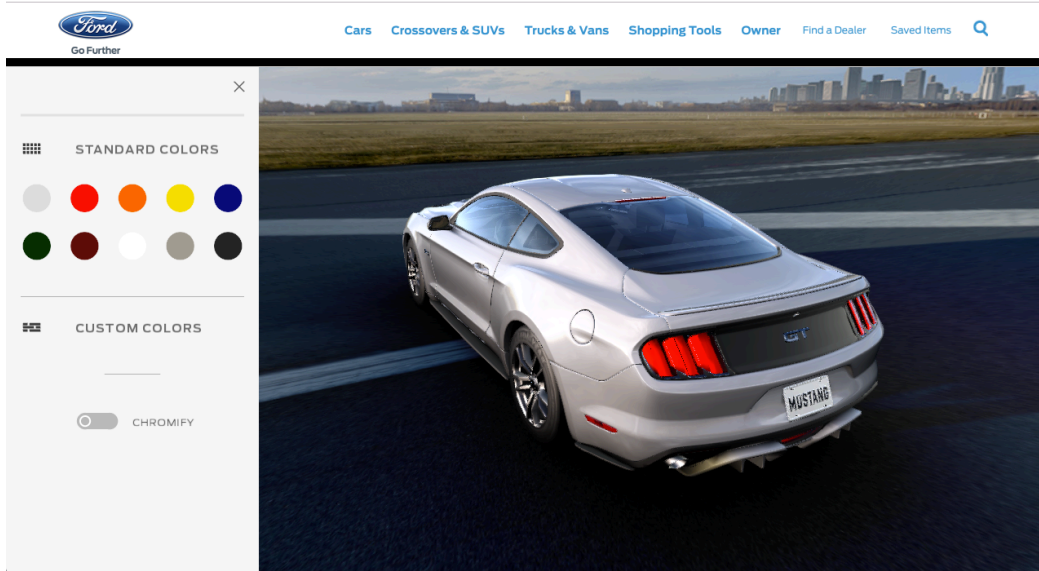 Ford
Go Further
Cars Crossovers & SUVs Trucks & Vans Shopping Tools Owner Find a Dealer Saved Items
STANDARD COLORS
CUSTOM COLORS
CHROMIFY
GT
MUSTANG